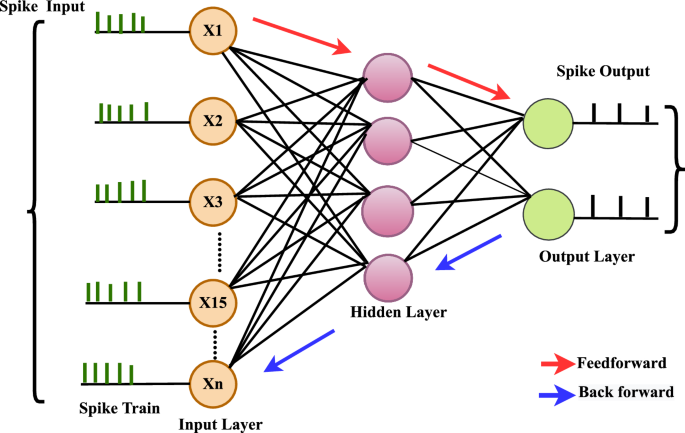 Spike Input
X1
X2
X3
X15
Xn
Spike Train
Input Layer
Hidden Layer
Spike Output
Output Layer
Feedforward
Back forward